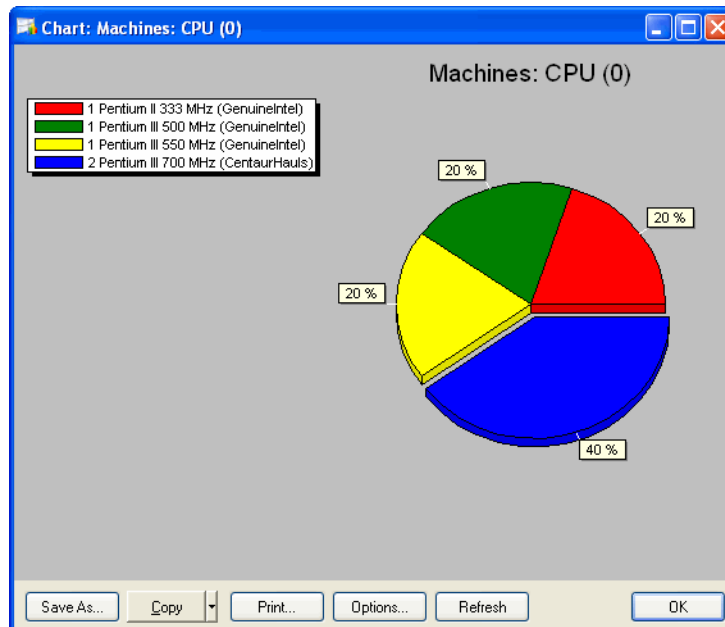 Chart: Machines: CPU (0)
Machines: CPU (0)
1 Pentium II 333 MHz (GenuineIntel)
1 Pentium III 500 MHz (GenuineIntel)
1 Pentium III 550 MHz (GenuineIntel)
2 Pentium III 700 MHz (CentaurHauls)
20 %
20 %
20 %
40 %
Save As...
Copy
Print...
Options...
Refresh
OK